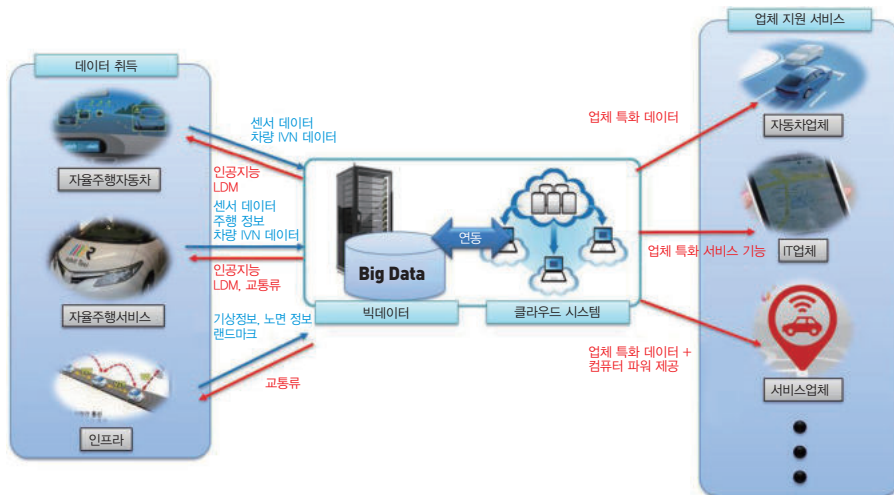 데이터 취득
자율주행자동차
자율주행서비스
인프라
센서 데이터
차량 IVN 데이터
인공지능
LDM
센서 데이터
주행 정보
차량 IVN 데이터
인공지능
LDM, 교통류
기상정보, 노면 정보
랜드마크
교통류
Big Data
연동
빅데이터
클라우드 시스템
업체 특화 데이터
업체 특화 서비스 기능
업체 특화 데이터 +
컴퓨터 파워 제공
업체 지원 서비스
자동차업체
IT업체
서비스업체